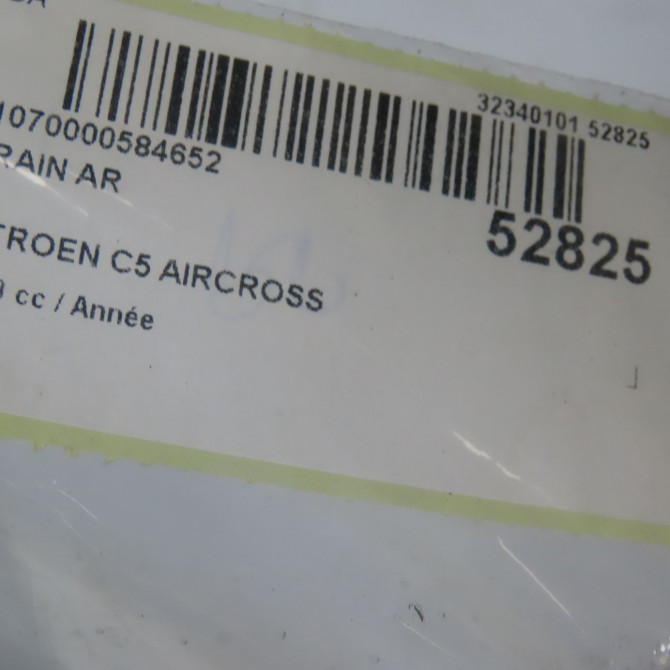 32340101 52825
1070000584652
RAIN AR
52825
TROEN C5 AIRCROSS
cc / Année